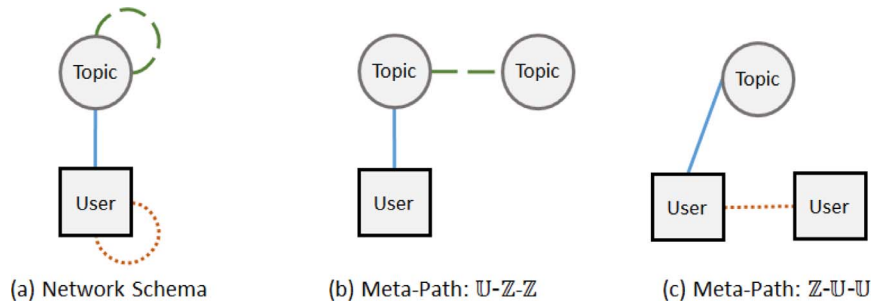 Topic
User
(a) Network Schema
Topic
Topic
User
(b) Meta-Path: 𝕌-ℤ-ℤ
Topic
User
User
(c) Meta-Path: ℤ-𝕌-𝕌